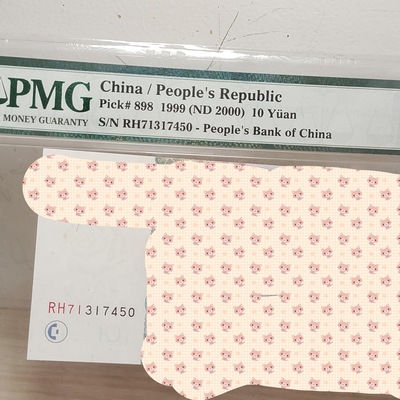 PMG
MONEY GUARANTY
China / People's Republic
Pick# 898 1999 (ND 2000) 10 Yüan
S/N RH71317450 - People's Bank of China
RH71317450